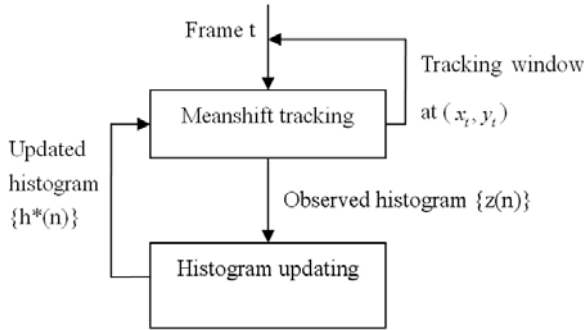 Frame t
Tracking window
at (x_t, y_t)
Meanshift tracking
Updated
histogram
{h*(n)}
Observed histogram {z(n)}
Histogram updating